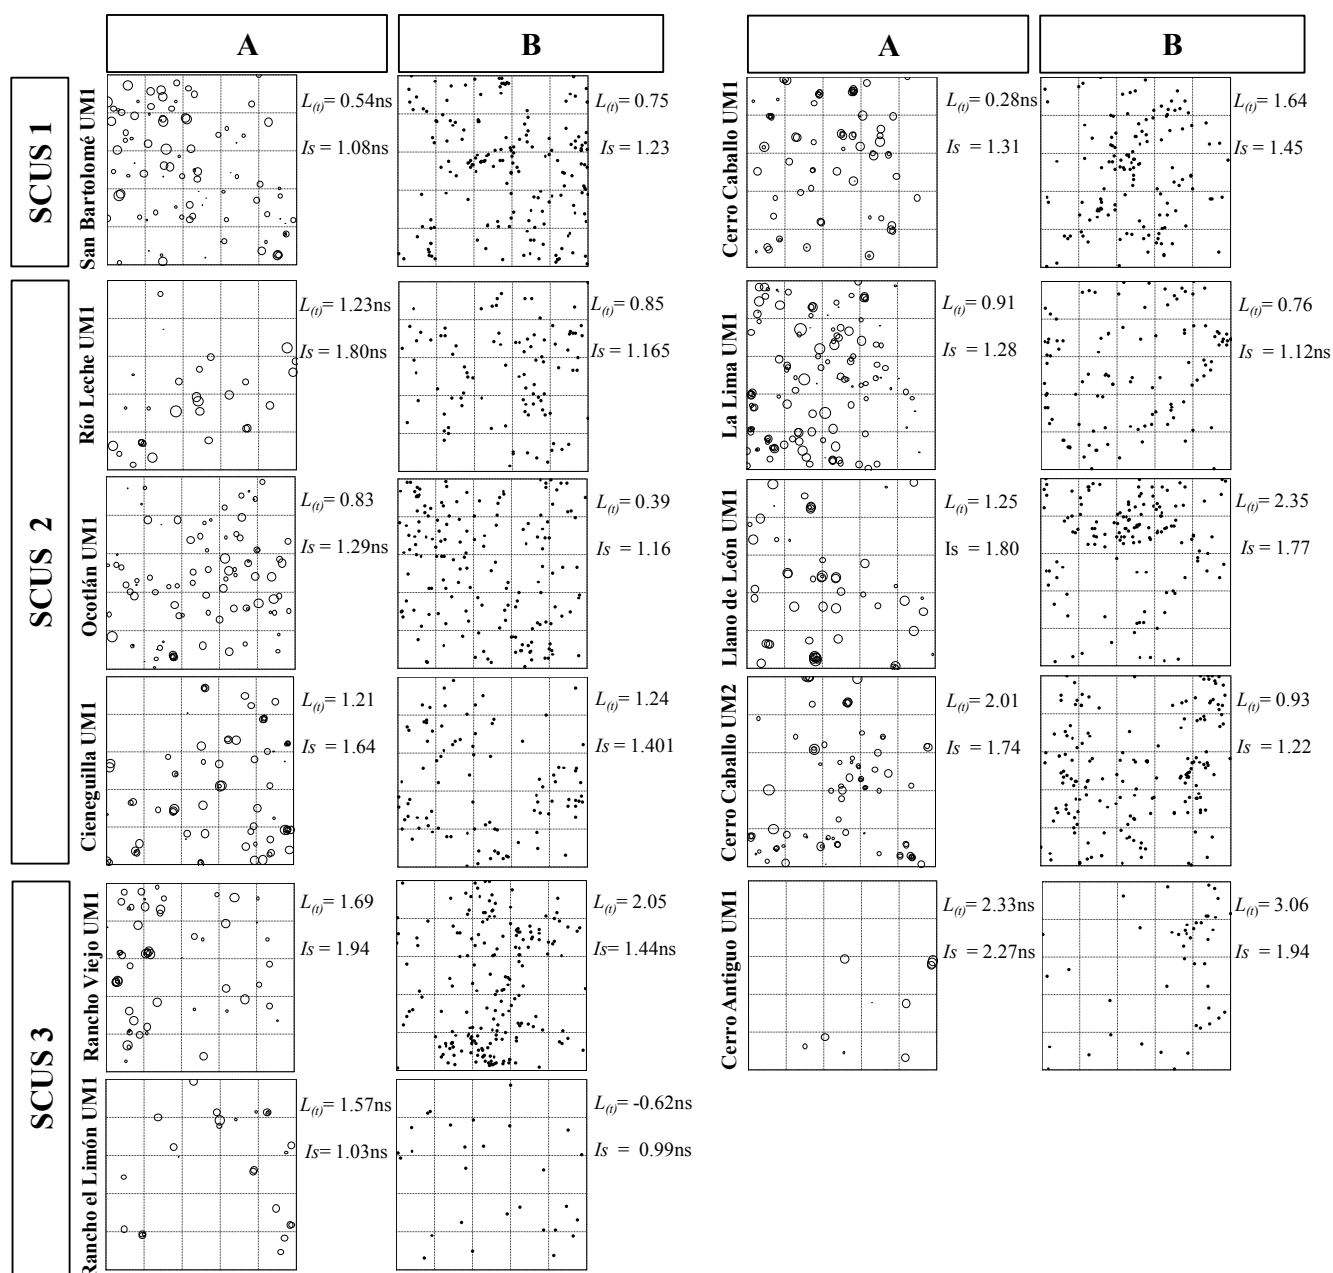 A B A B
SCUS 1
San Bartolomé UM1
L(t)= 0.54ns
Is = 1.08ns
L(t)= 0.75
Is = 1.23
Cerro Caballo UM1
L(t)= 0.28ns
Is = 1.31
L(t)= 1.64
Is = 1.45
SCUS 2
Río Leche UM1
L(t)= 1.23ns
Is = 1.80ns
L(t)= 0.85
Is = 1.165
La Lima UM1
L(t)= 0.91
Is = 1.28
L(t)= 0.76
Is = 1.12ns
Ocotlán UM1
L(t)= 0.83
Is = 1.29ns
L(t)= 0.39
Is = 1.16
Llano de León UM1
L(t)= 1.25
Is = 1.80
L(t)= 2.35
Is = 1.77
Cieneguilla UM1
L(t)= 1.21
Is = 1.64
L(t)= 1.24
Is = 1.401
Cerro Caballo UM2
L(t)= 2.01
Is = 1.74
L(t)= 0.93
Is = 1.22
SCUS 3
Rancho Viejo UM1
L(t)= 1.69
Is = 1.94
L(t)= 2.05
Is= 1.44ns
Cerro Antiguo UM1
L(t)= 2.33ns
Is = 2.27ns
L(t)= 3.06
Is = 1.94
Rancho el Limón UM1
L(t)= 1.57ns
Is= 1.03ns
L(t)= -0.62ns
Is = 0.99ns